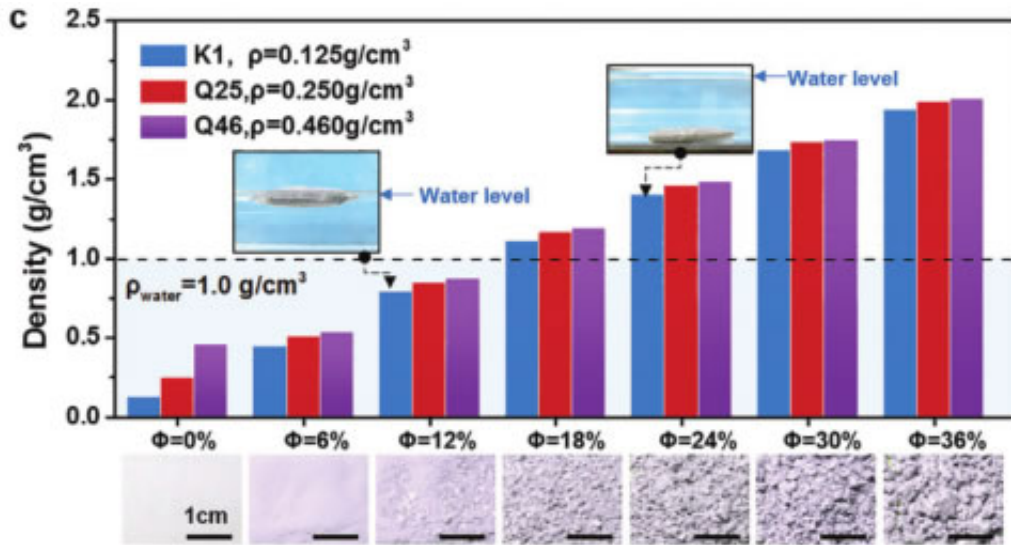 c
Density (g/cm³)
2.5
2.0
1.5
1.0
0.5
0.0
K1, ρ=0.125g/cm³
Q25,ρ=0.250g/cm³
Q46,ρ=0.460g/cm³
Water level
Water level
ρwater=1.0 g/cm³
Φ=0% Φ=6% Φ=12% Φ=18% Φ=24% Φ=30% Φ=36%
1cm